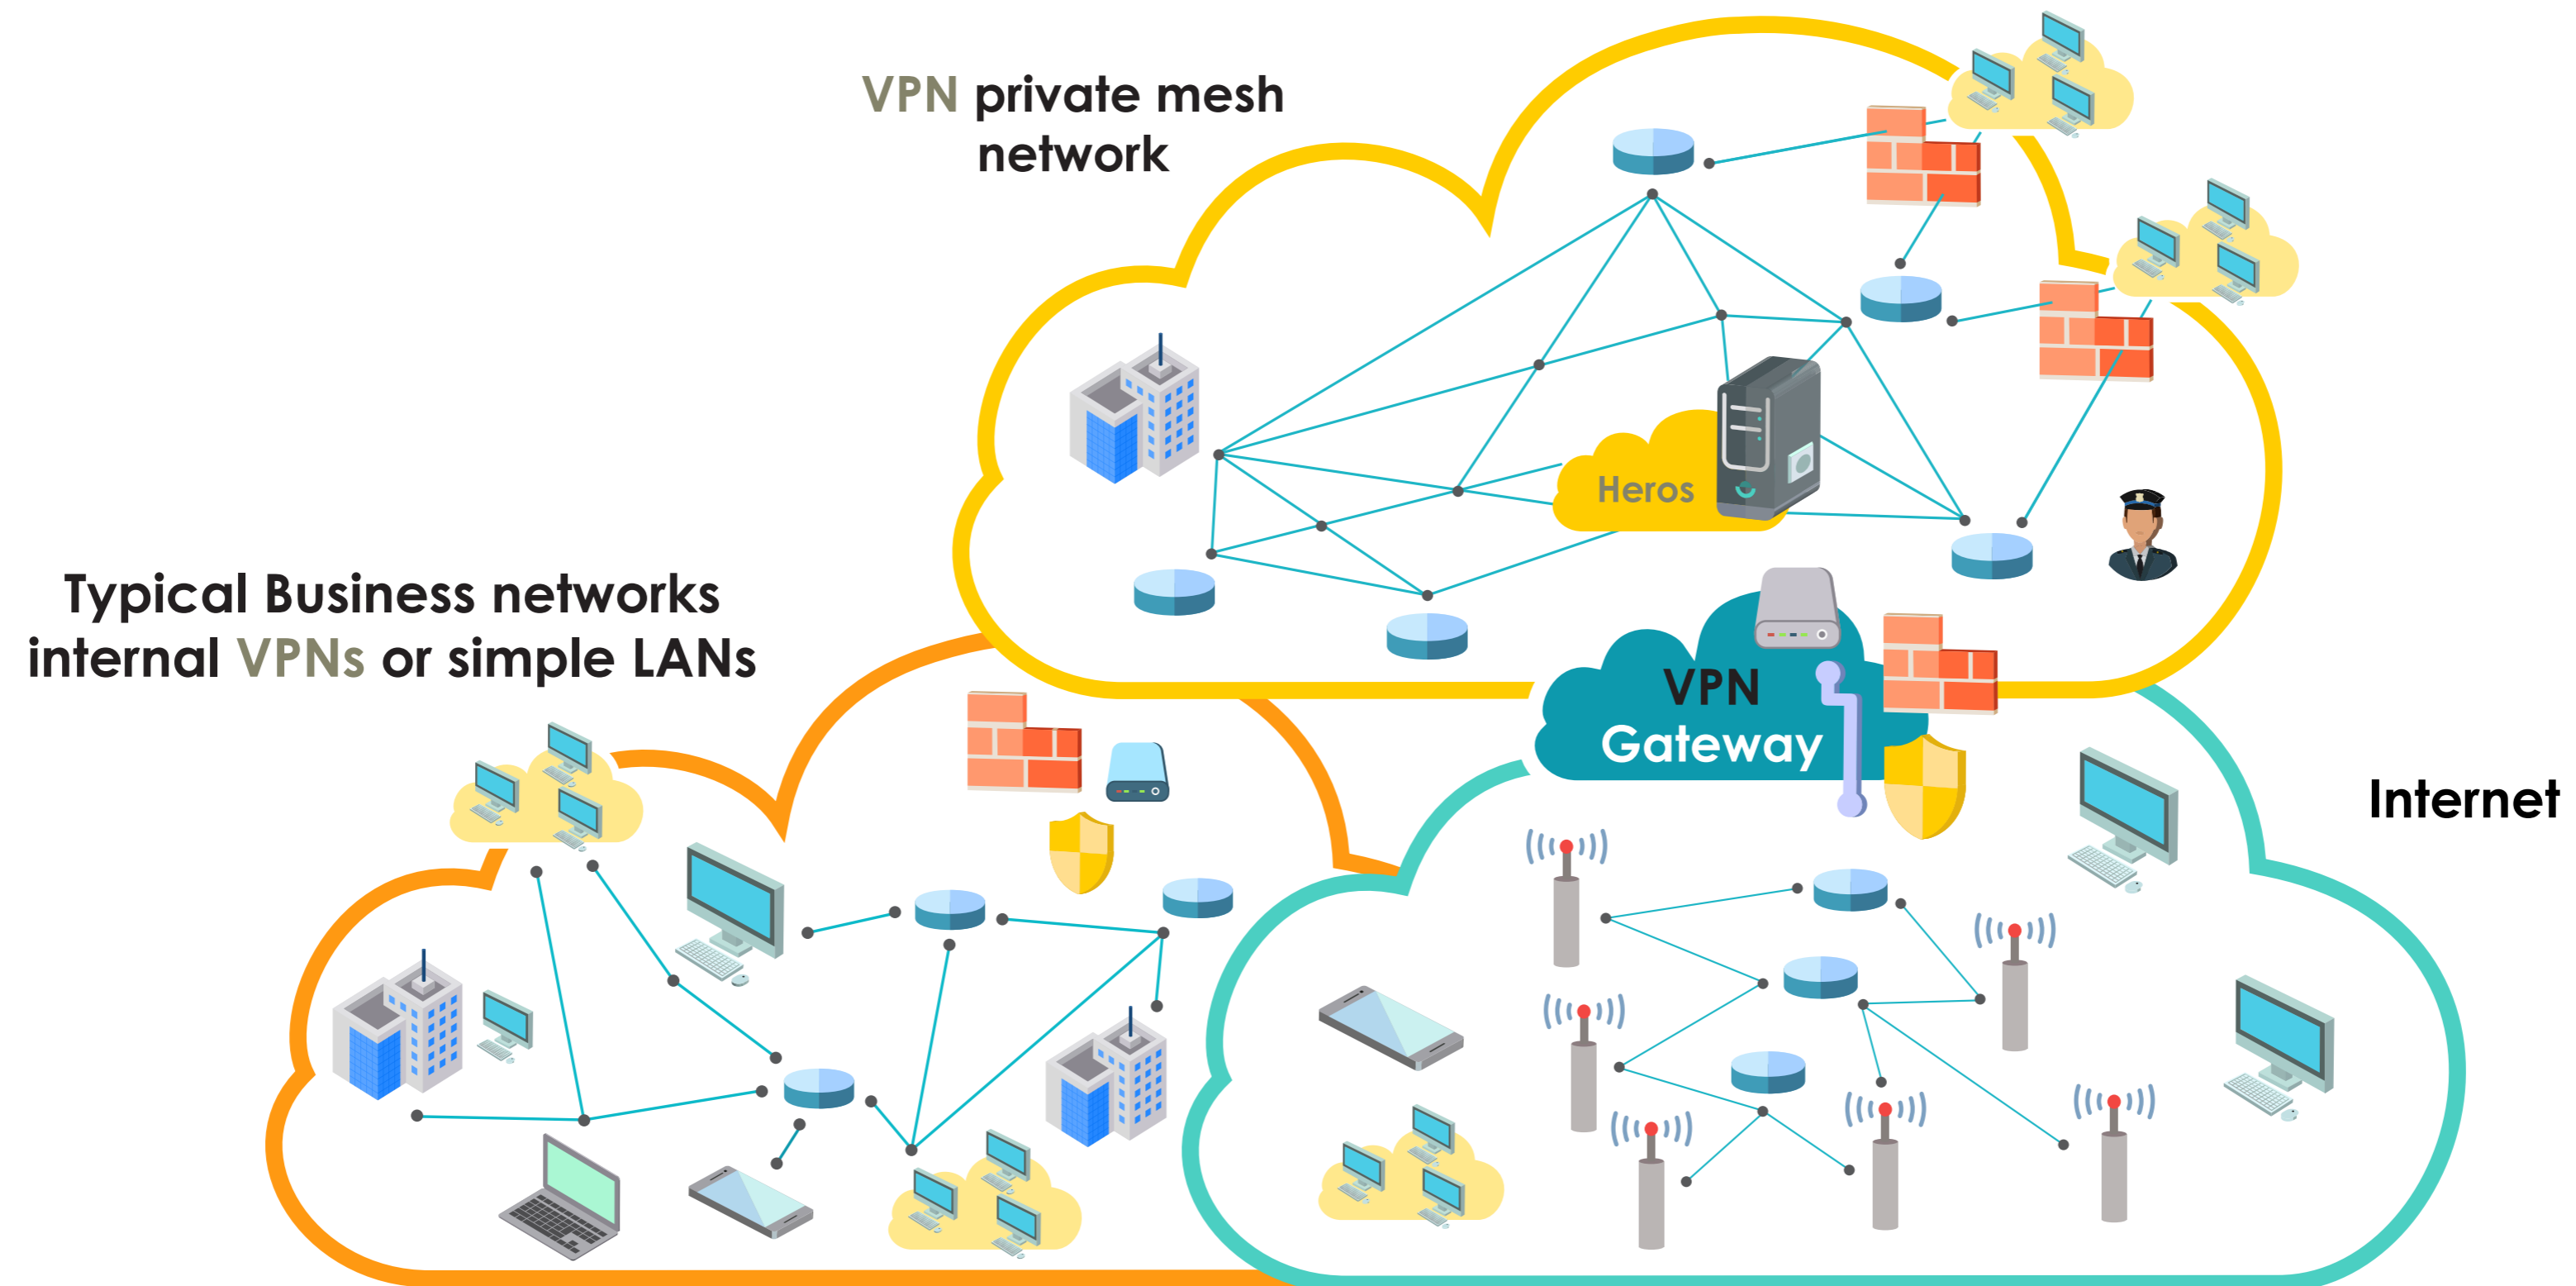 VPN private mesh
network
Heros
Typical Business networks
internal VPNs or simple LANs
VPN
Gateway
Internet